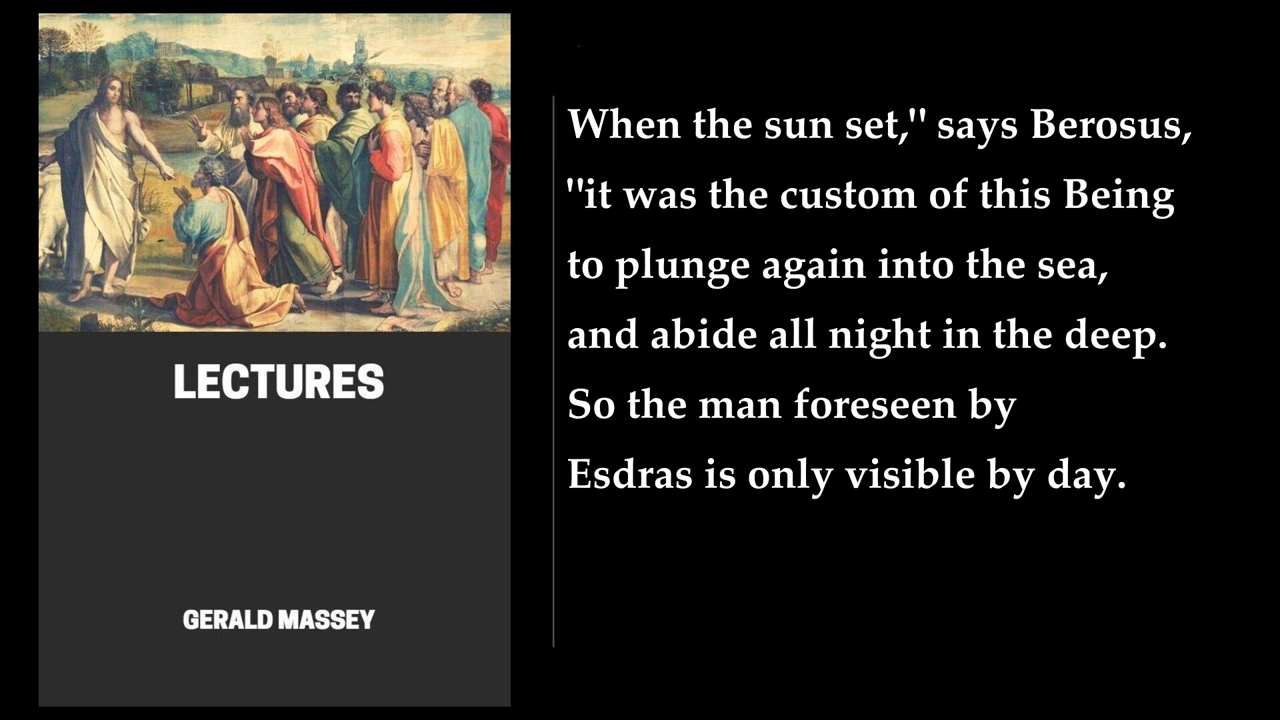 LECTURES
GERALD MASSEY
When the sun set," says Berosus,
"it was the custom of this Being
to plunge again into the sea,
and abide all night in the deep.
So the man foreseen by
Esdras is only visible by day.